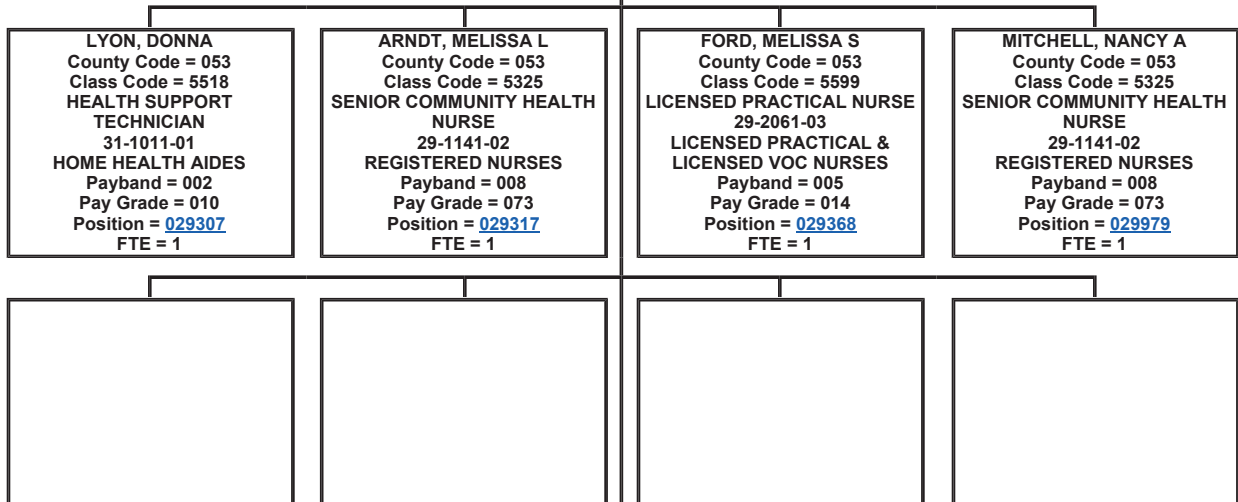 LYON, DONNA
County Code = 053
Class Code = 5518
HEALTH SUPPORT
TECHNICIAN
31-1011-01
HOME HEALTH AIDES
Payband = 002
Pay Grade = 010
Position = 029307
FTE = 1
ARNDT, MELISSA L
County Code = 053
Class Code = 5325
SENIOR COMMUNITY HEALTH
NURSE
29-1141-02
REGISTERED NURSES
Payband = 008
Pay Grade = 073
Position = 029317
FTE = 1
FORD, MELISSA S
County Code = 053
Class Code = 5599
LICENSED PRACTICAL NURSE
29-2061-03
LICENSED PRACTICAL &
LICENSED VOC NURSES
Payband = 005
Pay Grade = 014
Position = 029368
FTE = 1
MITCHELL, NANCY A
County Code = 053
Class Code = 5325
SENIOR COMMUNITY HEALTH
NURSE
29-1141-02
REGISTERED NURSES
Payband = 008
Pay Grade = 073
Position = 029979
FTE = 1